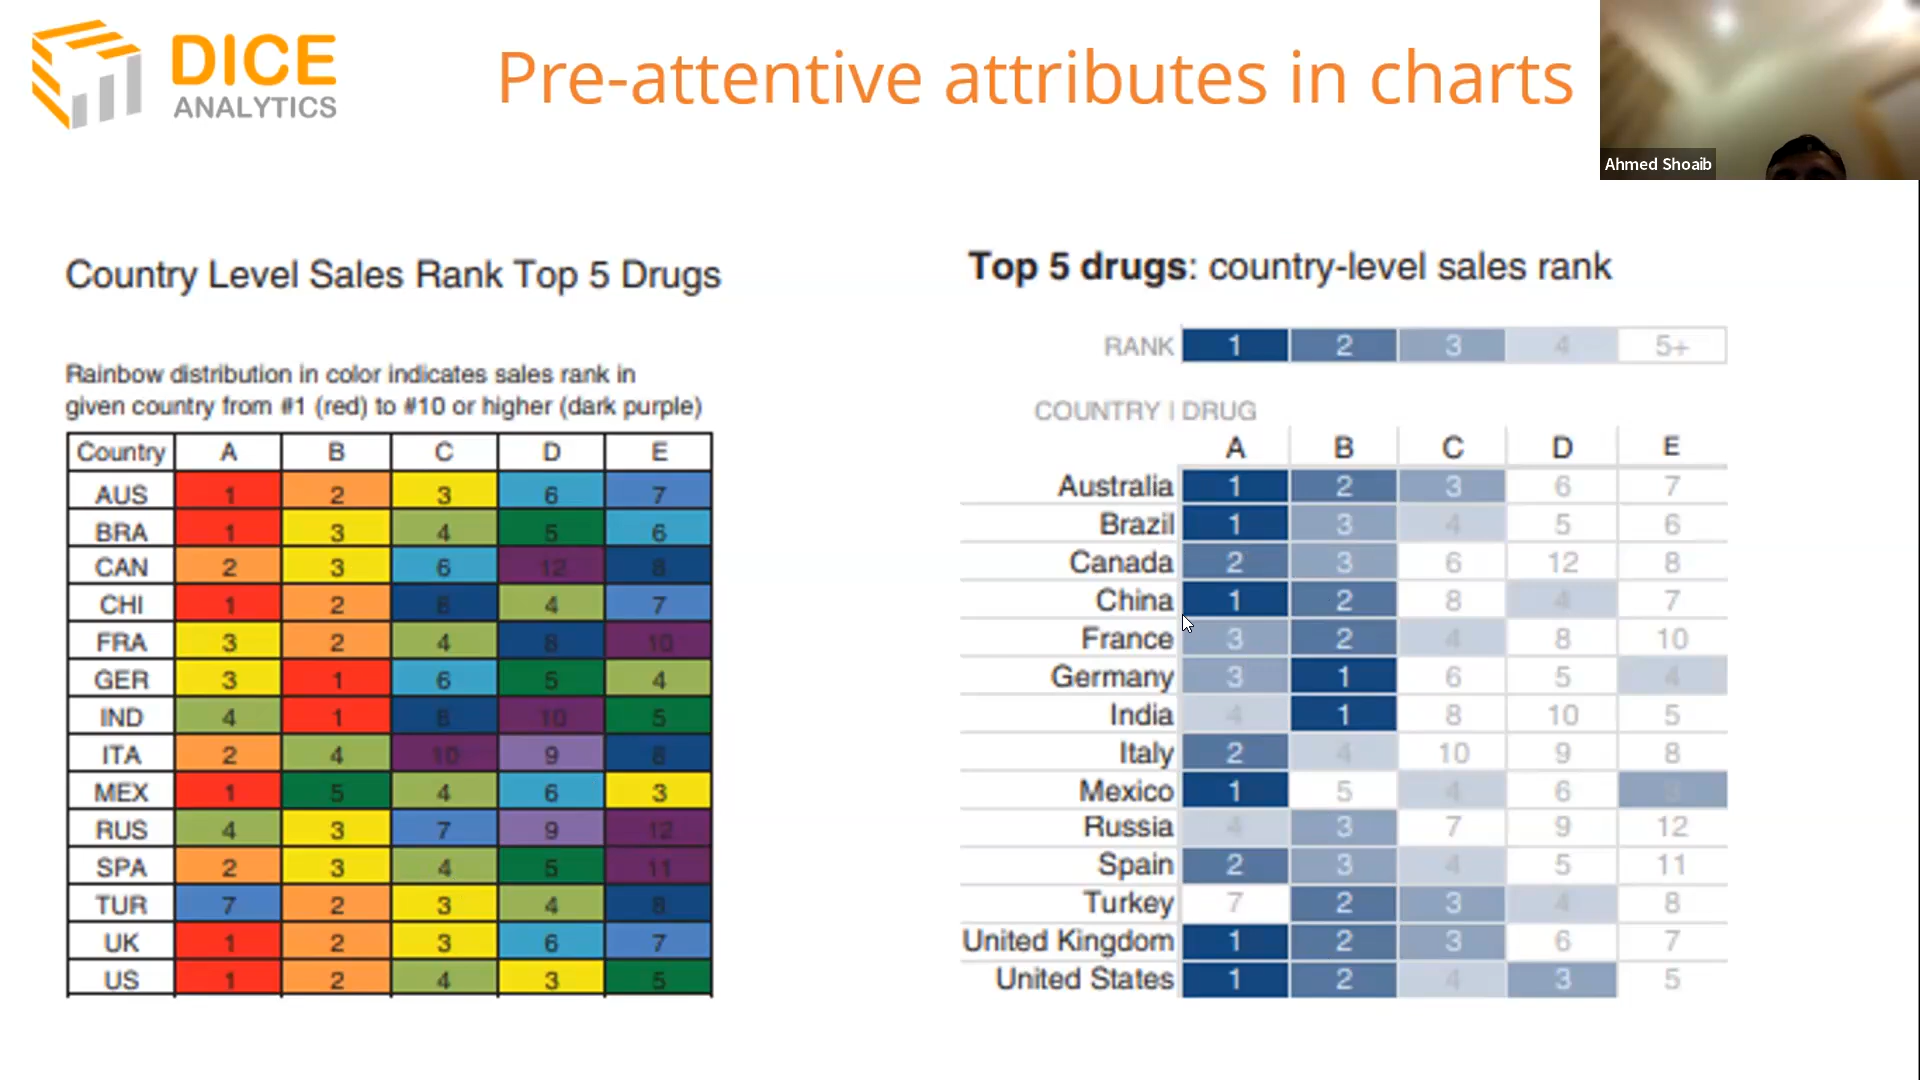 DICE
ANALYTICS
Pre-attentive attributes in charts
Ahmed Shoaib
Country Level Sales Rank Top 5 Drugs
Rainbow distribution in color indicates sales rank in
given country from #1 (red) to #10 or higher (dark purple)
Country A B C D E
AUS 1 2 3 6 7
BRA 1 3 4 5 6
CAN 2 3 6 12 8
CHI 1 2 8 4 7
FRA 3 2 4 8 10
GER 3 1 6 5 4
IND 4 1 8 10 5
ITA 2 4 10 9 8
MEX 1 5 4 6 3
RUS 4 3 7 9 12
SPA 2 3 4 5 11
TUR 7 2 3 4 8
UK 1 2 3 6 7
US 1 2 4 3 5
Top 5 drugs: country-level sales rank
RANK 1 2 3 4 5+
COUNTRY | DRUG
A B C D E
Australia 1 2 3 6 7
Brazil 1 3 4 5 6
Canada 2 3 6 12 8
China 1 2 8 4 7
France 3 2 4 8 10
Germany 3 1 6 5 4
India 4 1 8 10 5
Italy 2 4 10 9 8
Mexico 1 5 4 6 3
Russia 4 3 7 9 12
Spain 2 3 4 5 11
Turkey 7 2 3 4 8
United Kingdom 1 2 3 6 7
United States 1 2 4 3 5